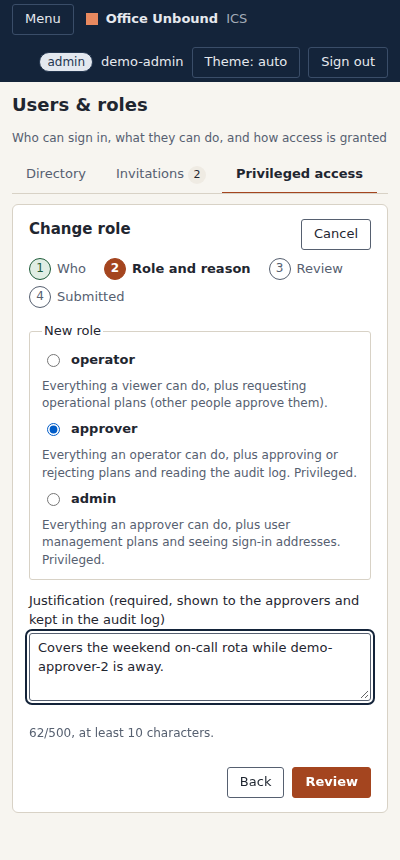 Menu Office Unbound ICS
admin demo-admin Theme: auto Sign out
Users & roles
Who can sign in, what they can do, and how access is granted
Directory Invitations 2 Privileged access
Change role Cancel
1 Who 2 Role and reason 3 Review
4 Submitted
New role
operator
Everything a viewer can do, plus requesting
operational plans (other people approve them).
approver
Everything an operator can do, plus approving or
rejecting plans and reading the audit log. Privileged.
admin
Everything an approver can do, plus user
management plans and seeing sign-in addresses.
Privileged.
Justification (required, shown to the approvers and
kept in the audit log)
Covers the weekend on-call rota while demo-
approver-2 is away.
62/500, at least 10 characters.
Back Review